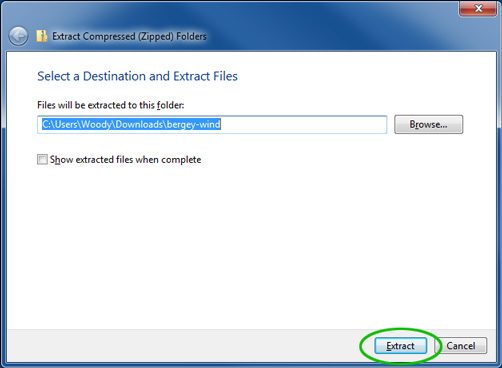 Extract Compressed (Zipped) Folders
Select a Destination and Extract Files
Files will be extracted to this folder:
C:\Users\Woody\Downloads\bergey-wind
Browse...
Show extracted files when complete
Extract
Cancel